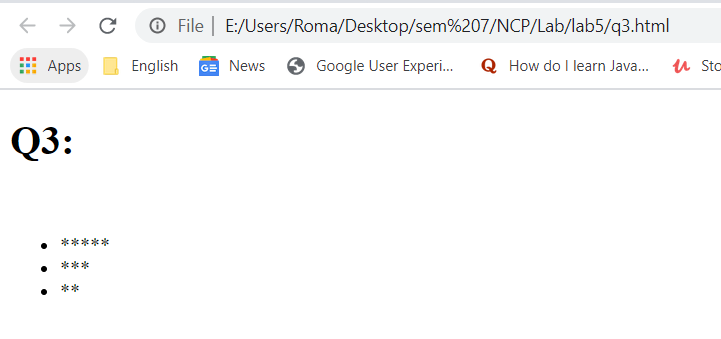 File | E:/Users/Roma/Desktop/sem%207/NCP/Lab/lab5/q3.html
Apps English News Google User Experi... How do I learn Java... Sto
Q3:
• *****
• ***
• **